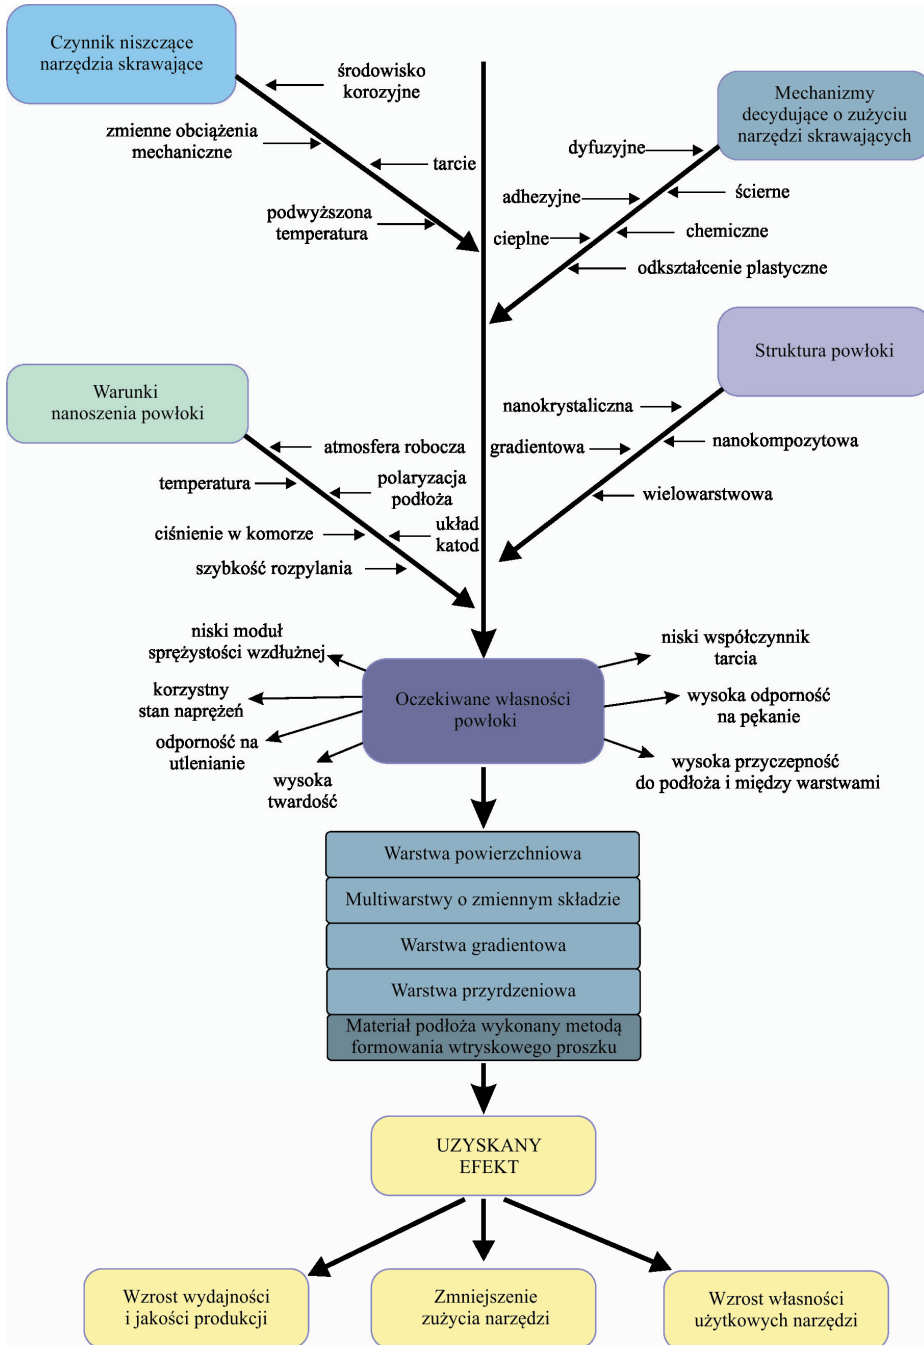 Czynnik niszczące
narzędzia skrawające
środowisko
korozyjne
zmienne obciążenia
mechaniczne
tarcie
podwyższona
temperatura
Mechanizmy
decydujące o zużyciu
narzędzi skrawających
dyfuzyjne
ścierne
adhezyjne
chemiczne
cieplne
odkształcenie plastyczne
Warunki
nanoszenia powłoki
atmosfera robocza
temperatura
polaryzacja
podłoża
ciśnienie w komorze
układ
katod
szybkość rozpylania
Struktura powłoki
nanokrystaliczna
nanokompozytowa
gradientowa
wielowarstwowa
Oczekiwane własności
powłoki
niski moduł
sprężystości wzdłużnej
korzystny
stan naprężeń
odporność na
utlenianie
wysoka
twardość
niski współczynnik
tarcia
wysoka odporność
na pękanie
wysoka przyczepność
do podłoża i między warstwami
Warstwa powierzchniowa
Multiwarstwy o zmiennym składzie
Warstwa gradientowa
Warstwa przyrdzeniowa
Materiał podłoża wykonany metodą
formowania wtryskowego proszku
UZYSKANY
EFEKT
Wzrost wydajności
i jakości produkcji
Zmniejszenie
zużycia narzędzi
Wzrost własności
użytkowych narzędzi